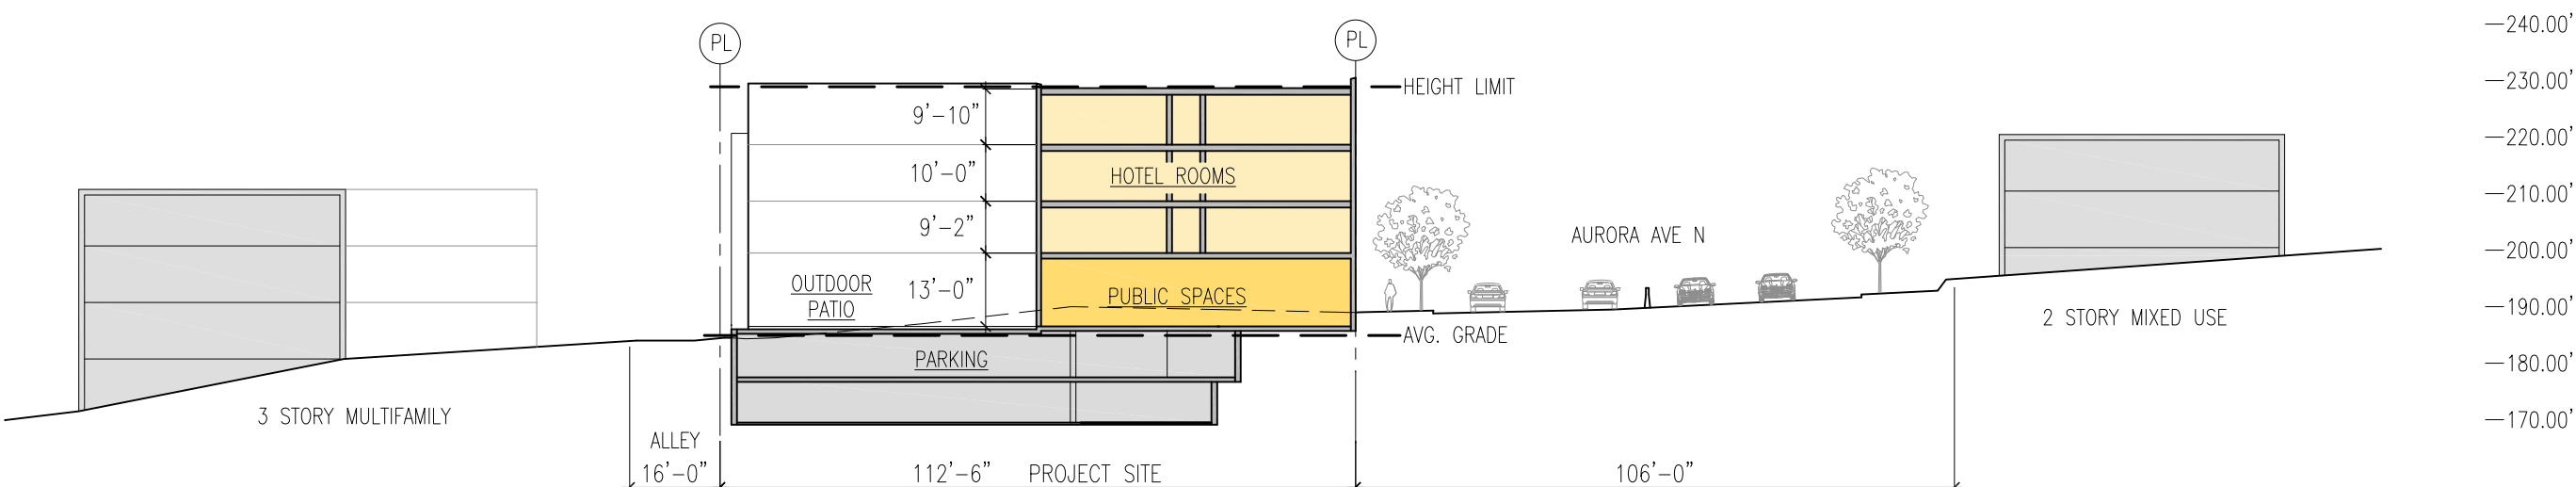 240.00'
PL
PL
HEIGHT LIMIT
230.00'
9'-10"
220.00'
10'-0"
HOTEL ROOMS
210.00'
9'-2"
AURORA AVE N
200.00'
OUTDOOR
PATIO
13'-0"
PUBLIC SPACES
190.00'
2 STORY MIXED USE
AVG. GRADE
PARKING
180.00'
3 STORY MULTIFAMILY
170.00'
ALLEY
16'-0"
112'-6" PROJECT SITE
106'-0"